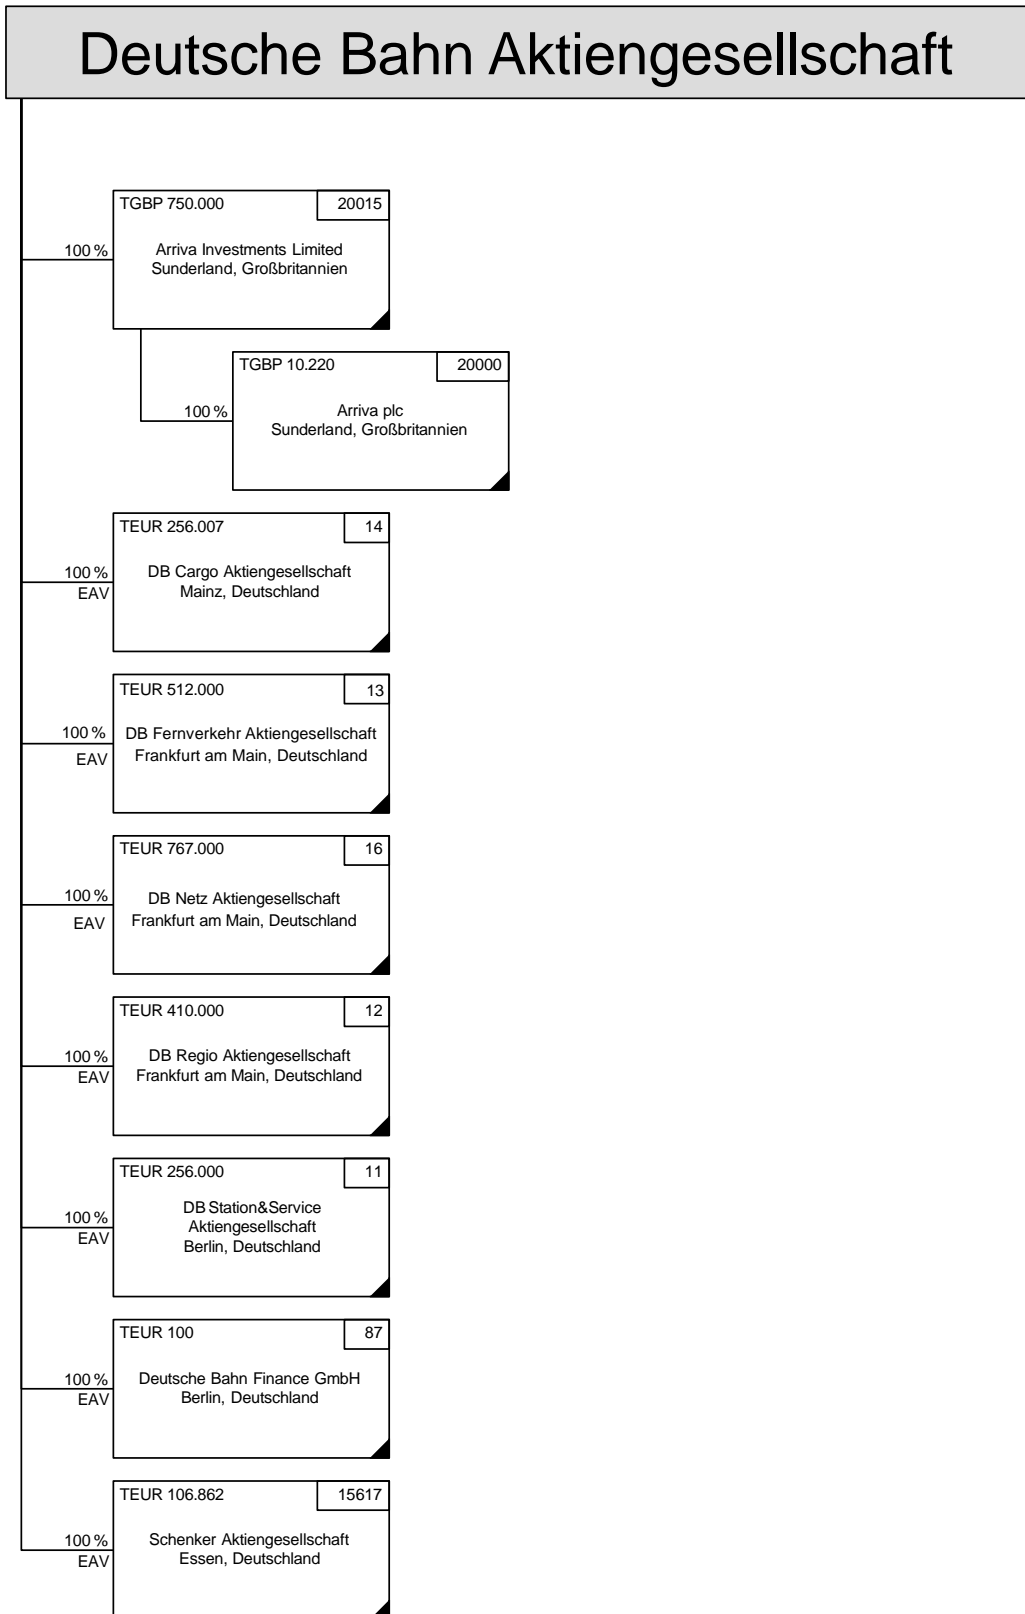 Deutsche Bahn Aktiengesellschaft
TGBP 750.000
20015
100 %
Arriva Investments Limited
Sunderland, Großbritannien
TGBP 10.220
20000
100 %
Arriva plc
Sunderland, Großbritannien
TEUR 256.007
14
100 %
EAV
DB Cargo Aktiengesellschaft
Mainz, Deutschland
TEUR 512.000
13
100 %
EAV
DB Fernverkehr Aktiengesellschaft
Frankfurt am Main, Deutschland
TEUR 767.000
16
100 %
EAV
DB Netz Aktiengesellschaft
Frankfurt am Main, Deutschland
TEUR 410.000
12
100 %
EAV
DB Regio Aktiengesellschaft
Frankfurt am Main, Deutschland
TEUR 256.000
11
100 %
EAV
DB Station&Service
Aktiengesellschaft
Berlin, Deutschland
TEUR 100
87
100 %
EAV
Deutsche Bahn Finance GmbH
Berlin, Deutschland
TEUR 106.862
15617
100 %
EAV
Schenker Aktiengesellschaft
Essen, Deutschland